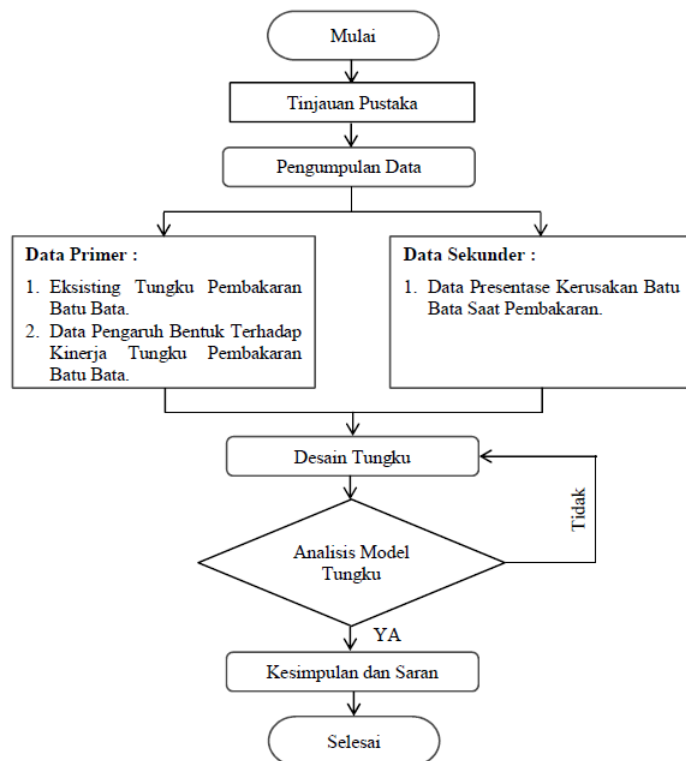 Mulai
Tinjauan Pustaka
Pengumpulan Data
Data Primer :
1. Eksisting Tungku Pembakaran
Batu Bata.
2. Data Pengaruh Bentuk Terhadap
Kinerja Tungku Pembakaran
Batu Bata.
Data Sekunder :
1. Data Presentase Kerusakan Batu
Bata Saat Pembakaran.
Desain Tungku
Analisis Model
Tungku
Tidak
YA
Kesimpulan dan Saran
Selesai